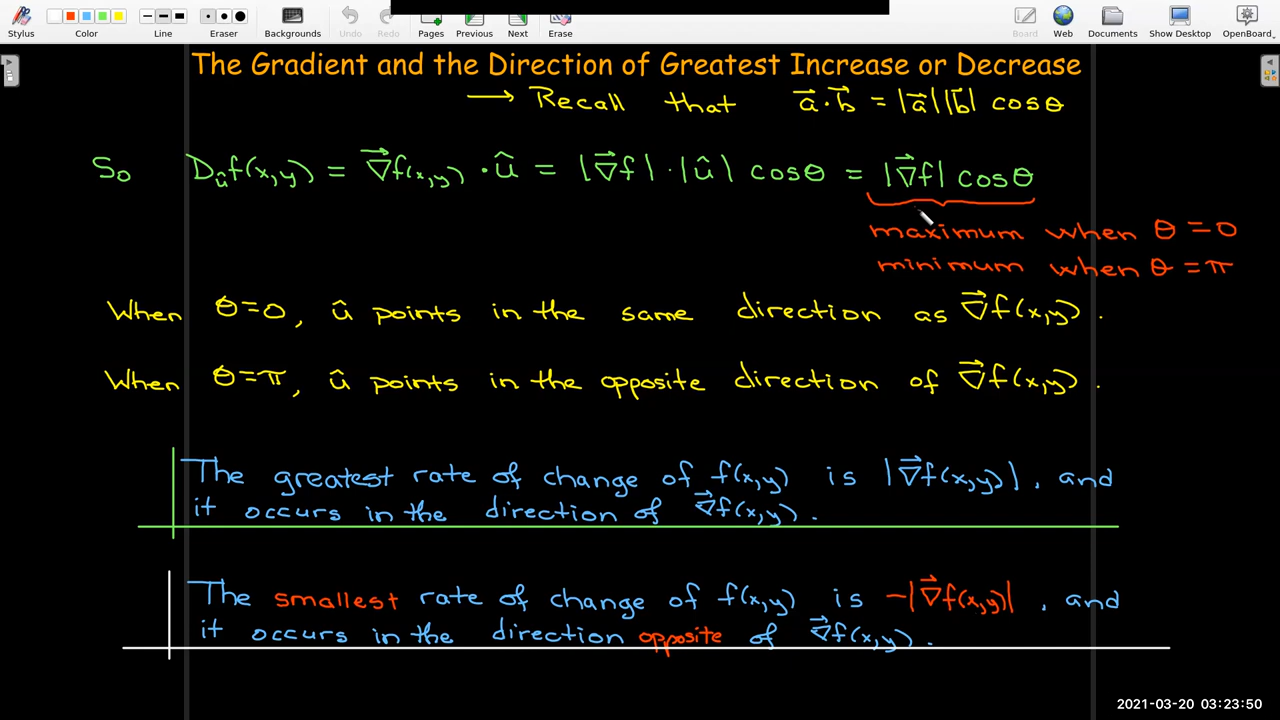 Stylus Color Line Eraser Backgrounds Undo Redo Pages Previous Next Erase Board Web Documents Show Desktop OpenBoard
The Gradient and the Direction of Greatest Increase or Decrease
→ Recall that a⃗·b⃗ = |a⃗||b⃗| cosθ
So D_û f(x,y) = ∇⃗f(x,y) · û = |∇⃗f|·|û| cosθ = |∇⃗f| cosθ
maximum when θ = 0
minimum when θ = π
When θ=0, û points in the same direction as ∇⃗f(x,y).
When θ=π, û points in the opposite direction of ∇⃗f(x,y).
The greatest rate of change of f(x,y) is |∇⃗f(x,y)|, and
it occurs in the direction of ∇⃗f(x,y).
The smallest rate of change of f(x,y) is -|∇⃗f(x,y)|, and
it occurs in the direction opposite of ∇⃗f(x,y).
2021-03-20 03:23:50